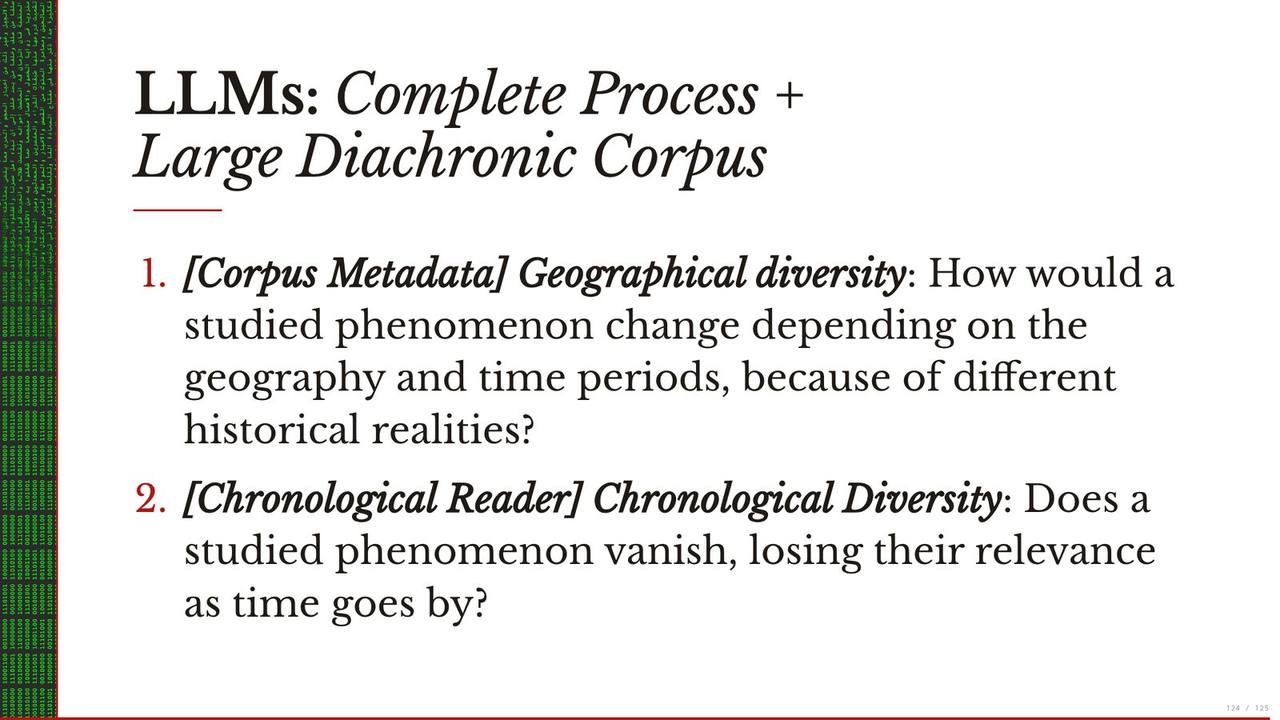 LLMs: Complete Process +
Large Diachronic Corpus
1. [Corpus Metadata] Geographical diversity: How would a
studied phenomenon change depending on the
geography and time periods, because of different
historical realities?
2. [Chronological Reader] Chronological Diversity: Does a
studied phenomenon vanish, losing their relevance
as time goes by?
124 / 125